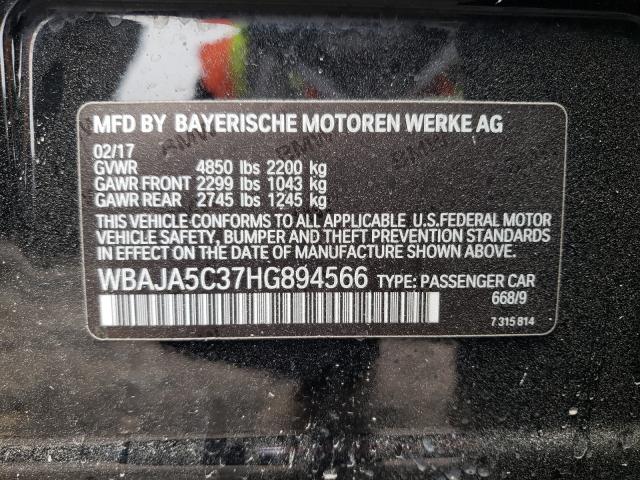 MFD BY BAYERISCHE MOTOREN WERKE AG
02/17
GVWR 4850 lbs 2200 kg
GAWR FRONT 2299 lbs 1043 kg
GAWR REAR 2745 lbs 1245 kg
THIS VEHICLE CONFORMS TO ALL APPLICABLE U.S.FEDERAL MOTOR
VEHICLE SAFETY, BUMPER AND THEFT PREVENTION STANDARDS
IN EFFECT ON THE DATE OF MANUFACTURE SHOWN ABOVE.
WBAJA5C37HG894566 TYPE: PASSENGER CAR
668/9
7 315 814